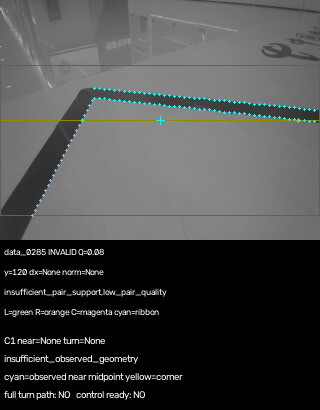 data_0285 INVALID Q=0.08
y=120 dx=None norm=None
insufficient_pair_support,low_pair_quality
L=green R=orange C=magenta cyan=ribbon
C1 near=None turn=None
insufficient_observed_geometry
cyan=observed near midpoint yellow=corner
full turn path: NO control ready: NO